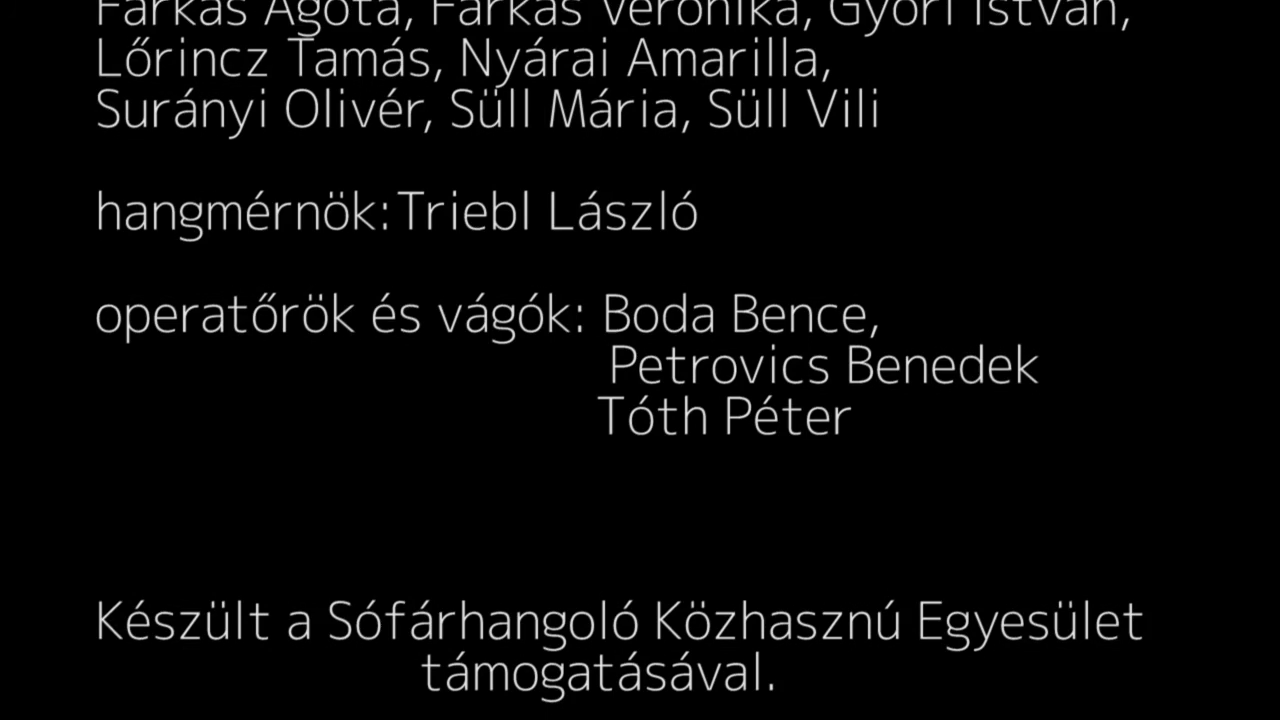 Farkas Ágota, Farkas Veronika, Győri István,
Lőrincz Tamás, Nyárai Amarilla,
Surányi Olivér, Süll Mária, Süll Vili
hangmérnök:Triebl László
operatőrök és vágók: Boda Bence,
Petrovics Benedek
Tóth Péter
Készült a Sófárhangoló Közhasznú Egyesület
támogatásával.